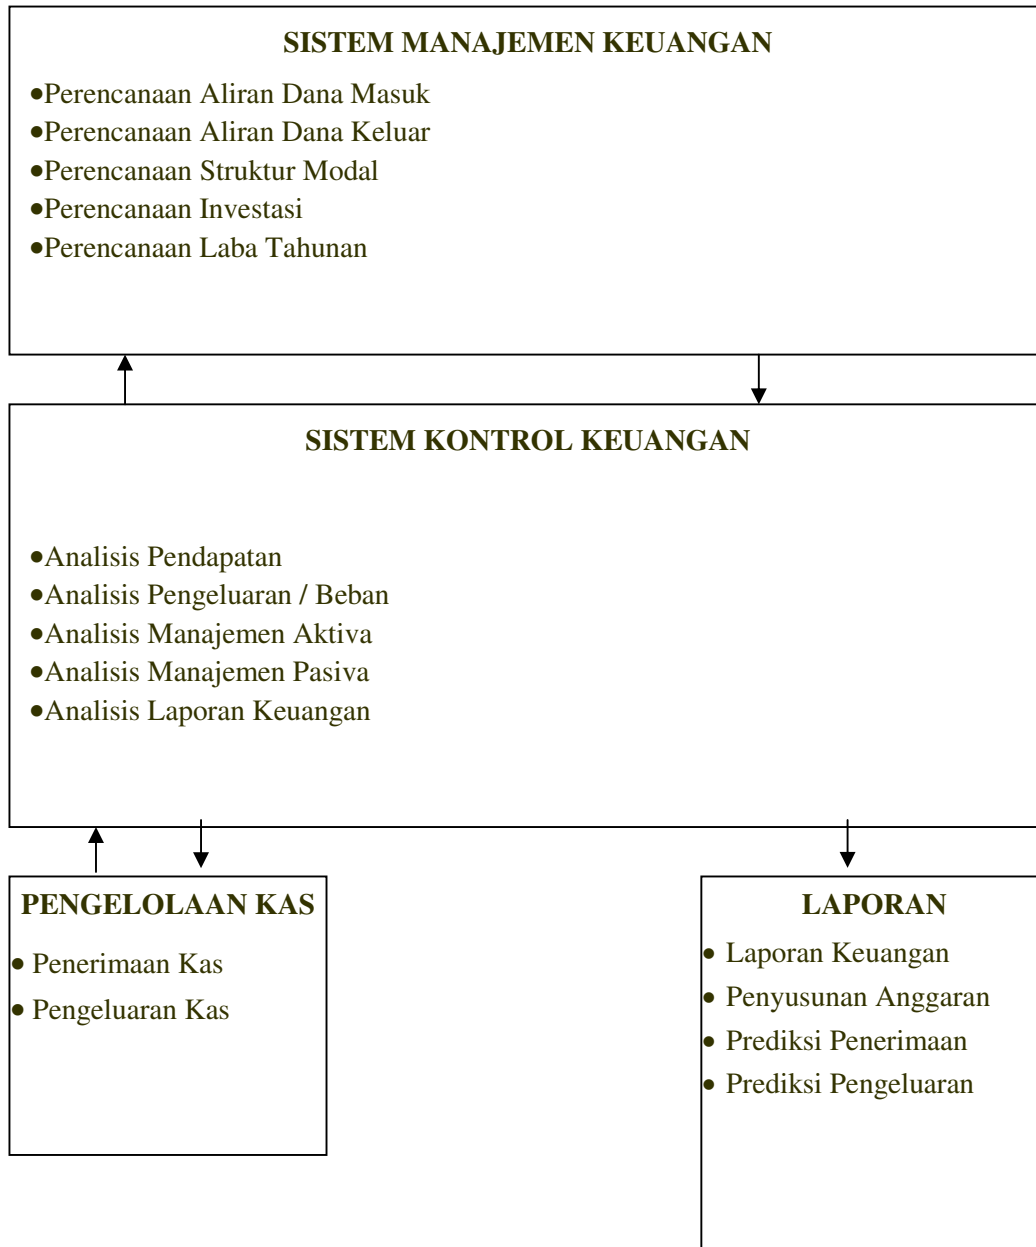 SISTEM MANAJEMEN KEUANGAN
•Perencanaan Aliran Dana Masuk
•Perencanaan Aliran Dana Keluar
•Perencanaan Struktur Modal
•Perencanaan Investasi
•Perencanaan Laba Tahunan
SISTEM KONTROL KEUANGAN
•Analisis Pendapatan
•Analisis Pengeluaran / Beban
•Analisis Manajemen Aktiva
•Analisis Manajemen Pasiva
•Analisis Laporan Keuangan
PENGELOLAAN KAS
• Penerimaan Kas
• Pengeluaran Kas
LAPORAN
• Laporan Keuangan
• Penyusunan Anggaran
• Prediksi Penerimaan
• Prediksi Pengeluaran